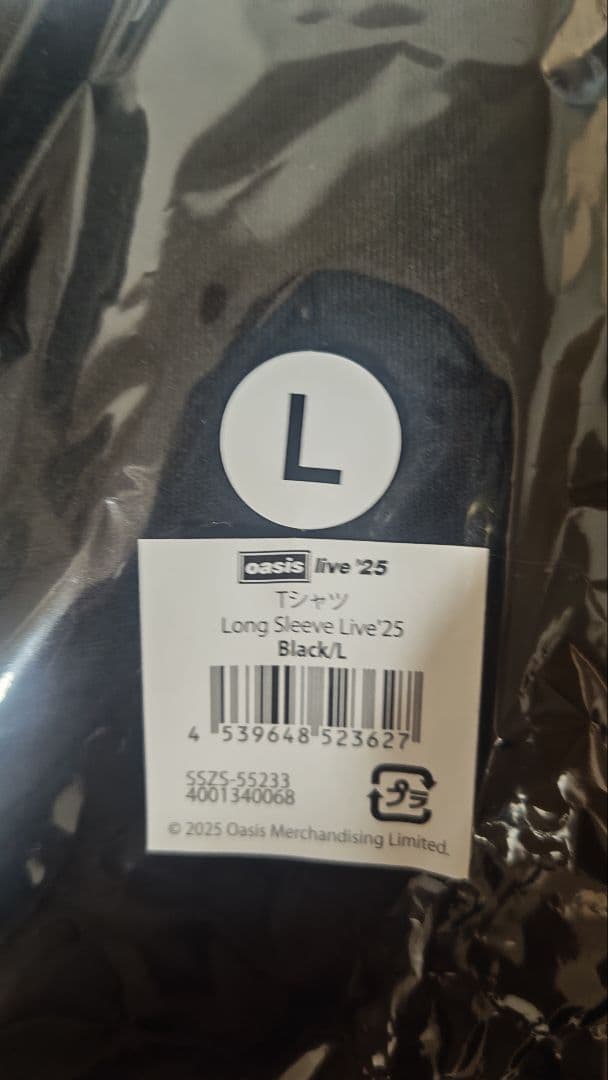 L
oasis live '25
Tシャツ
Long Sleeve Live'25
Black/L
4 539648 523627
SSZS-55233
4001340068
プラ
© 2025 Oasis Merchandising Limited.